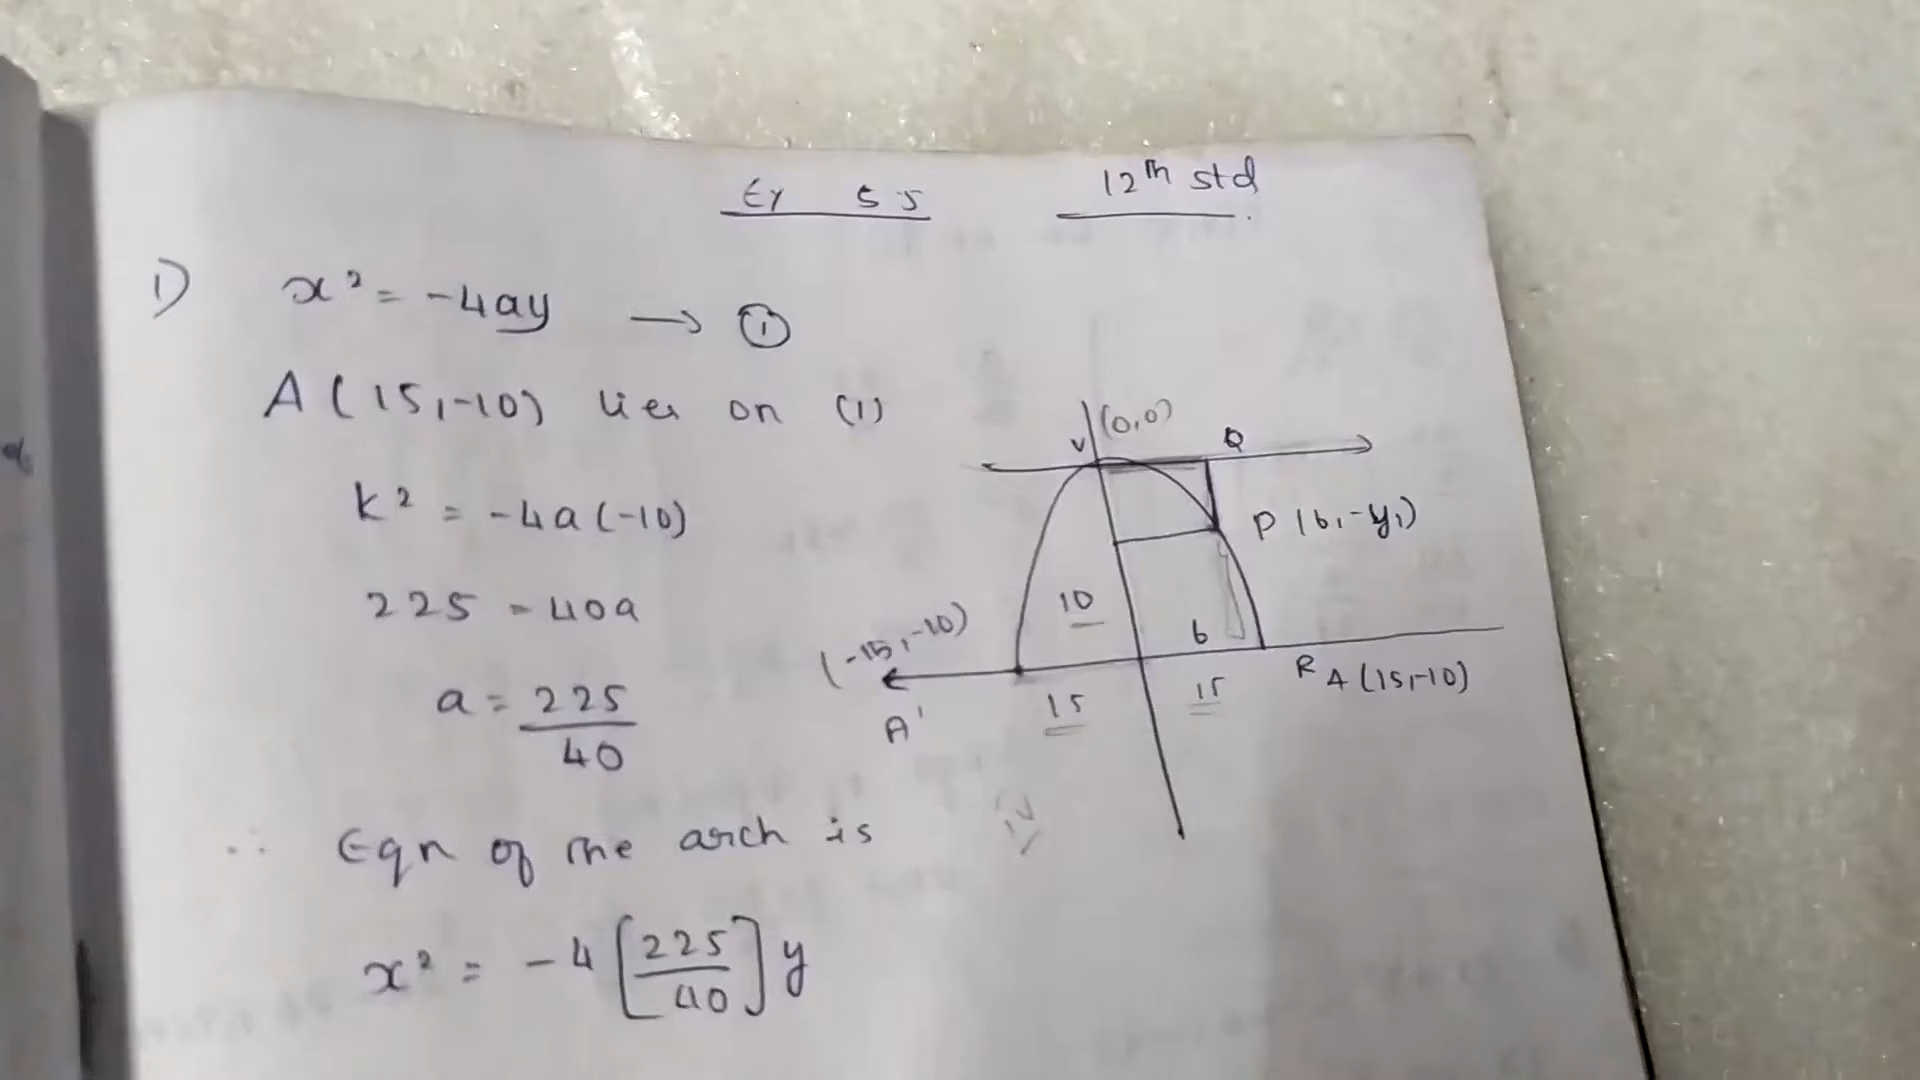 Ex 5.5 12th std
1) x² = -4ay → ①
A(15,-10) lies on (1)
k² = -4a(-10)
225 = 40a
a = 225/40
∴ Eqn of the arch is
x² = -4[225/40]y
V (0,0) Q
P(6,-y₁)
10
6
(-15,-10)
A'
15
15
R A(15,-10)